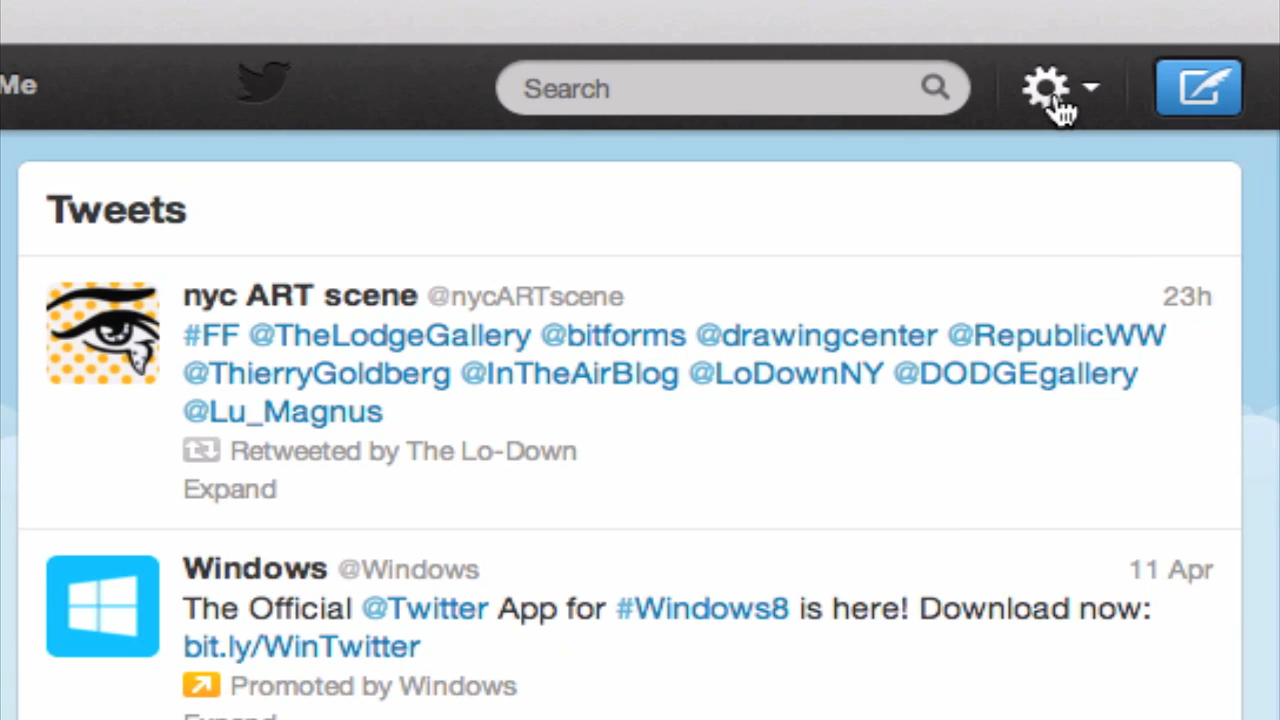 Me
Search
Tweets
nyc ART scene @nycARTscene 23h
#FF @TheLodgeGallery @bitforms @drawingcenter @RepublicWW
@ThierryGoldberg @InTheAirBlog @LoDownNY @DODGEgallery
@Lu_Magnus
Retweeted by The Lo-Down
Expand
Windows @Windows 11 Apr
The Official @Twitter App for #Windows8 is here! Download now:
bit.ly/WinTwitter
Promoted by Windows
Expand